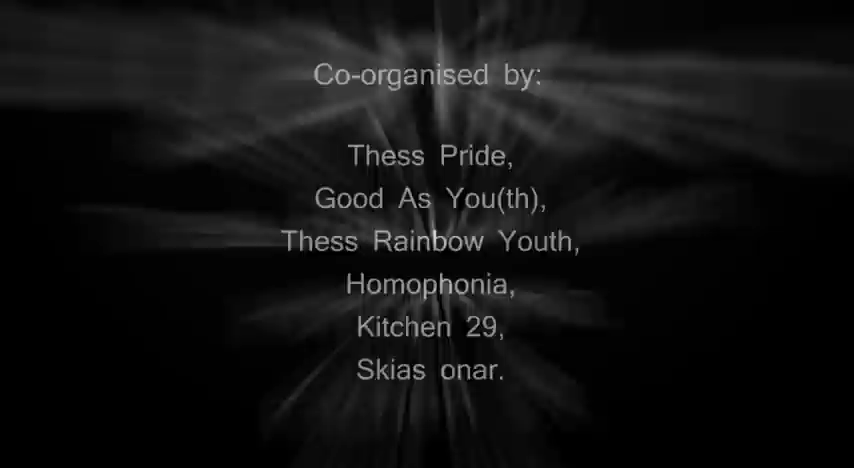 Co-organised by:
Thess Pride,
Good As You(th),
Thess Rainbow Youth,
Homophonia,
Kitchen 29,
Skias onar.